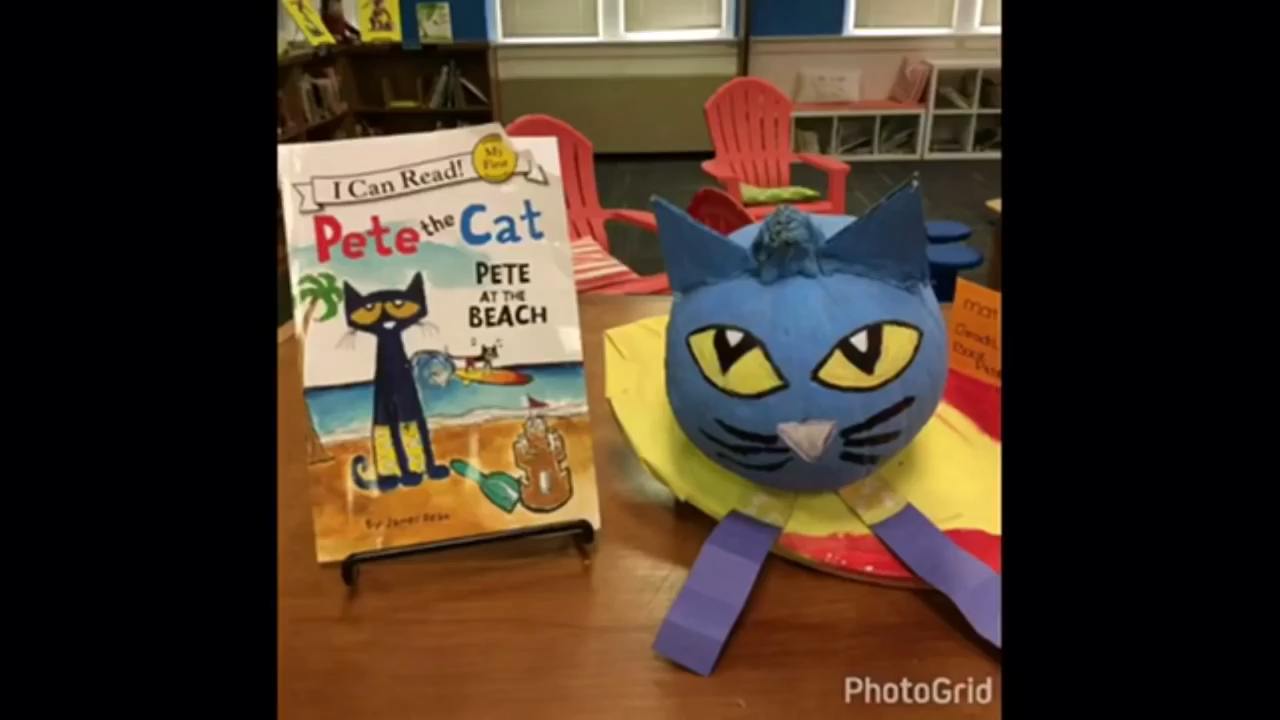 I Can Read!
My
First
Pete the Cat
PETE
AT THE
BEACH
By James Dean
PhotoGrid